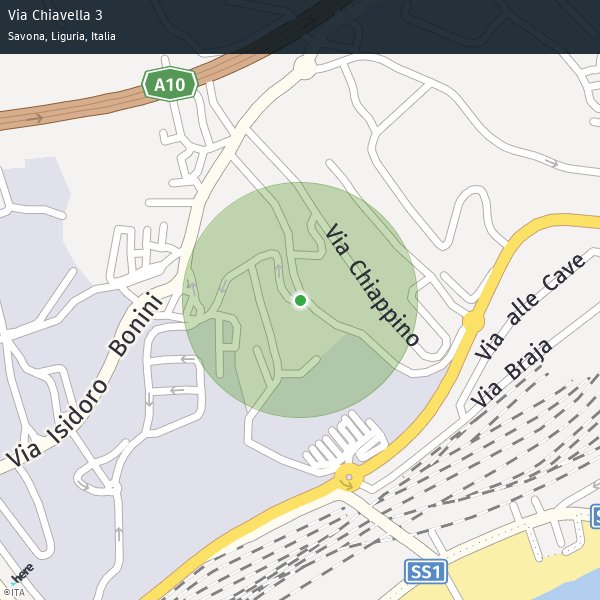 Via Chiavella 3
Savona, Liguria, Italia
A10
Via Chiappino
Via alle Cave
Via Isidoro Bonini
Via Braja
SS1
here
©ITA